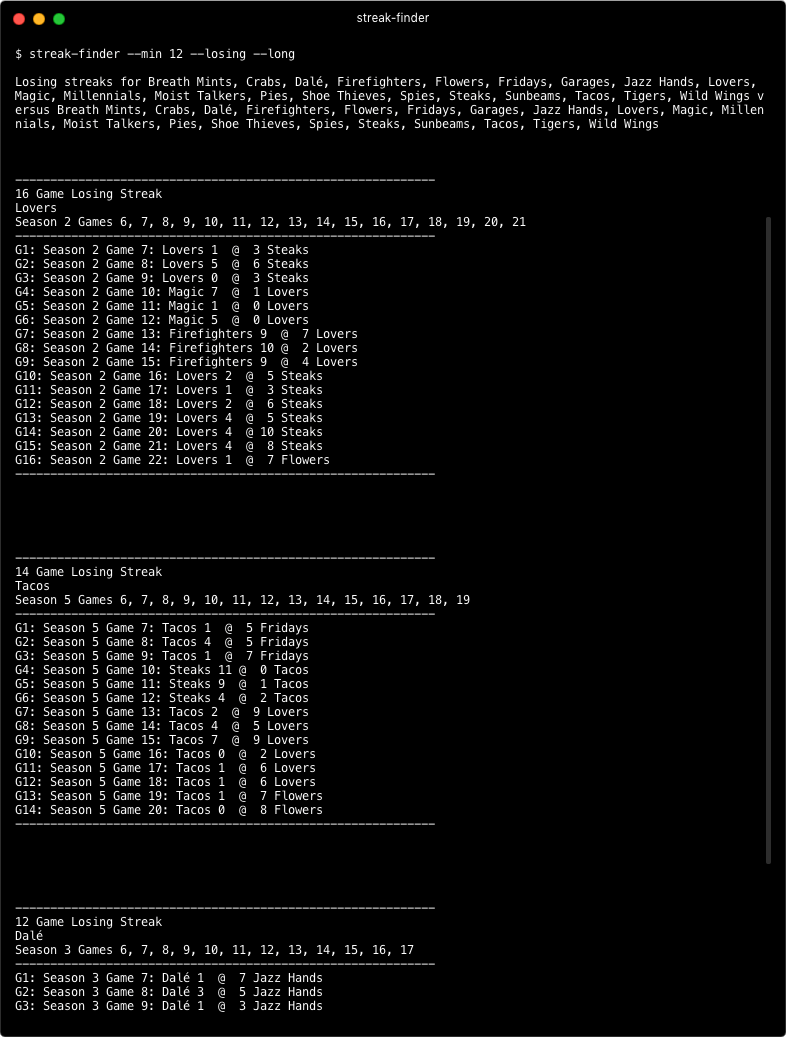 streak-finder
$ streak-finder --min 12 --losing --long
Losing streaks for Breath Mints, Crabs, Dalé, Firefighters, Flowers, Fridays, Garages, Jazz Hands, Lovers,
Magic, Millennials, Moist Talkers, Pies, Shoe Thieves, Spies, Steaks, Sunbeams, Tacos, Tigers, Wild Wings v
ersus Breath Mints, Crabs, Dalé, Firefighters, Flowers, Fridays, Garages, Jazz Hands, Lovers, Magic, Millen
nials, Moist Talkers, Pies, Shoe Thieves, Spies, Steaks, Sunbeams, Tacos, Tigers, Wild Wings
------------------------------------------------------------
16 Game Losing Streak
Lovers
Season 2 Games 6, 7, 8, 9, 10, 11, 12, 13, 14, 15, 16, 17, 18, 19, 20, 21
------------------------------------------------------------
G1: Season 2 Game 7: Lovers 1  @  3 Steaks
G2: Season 2 Game 8: Lovers 5  @  6 Steaks
G3: Season 2 Game 9: Lovers 0  @  3 Steaks
G4: Season 2 Game 10: Magic 7  @  1 Lovers
G5: Season 2 Game 11: Magic 1  @  0 Lovers
G6: Season 2 Game 12: Magic 5  @  0 Lovers
G7: Season 2 Game 13: Firefighters 9  @  7 Lovers
G8: Season 2 Game 14: Firefighters 10 @  2 Lovers
G9: Season 2 Game 15: Firefighters 9  @  4 Lovers
G10: Season 2 Game 16: Lovers 2  @  5 Steaks
G11: Season 2 Game 17: Lovers 1  @  3 Steaks
G12: Season 2 Game 18: Lovers 2  @  6 Steaks
G13: Season 2 Game 19: Lovers 4  @  5 Steaks
G14: Season 2 Game 20: Lovers 4  @ 10 Steaks
G15: Season 2 Game 21: Lovers 4  @  8 Steaks
G16: Season 2 Game 22: Lovers 1  @  7 Flowers
------------------------------------------------------------
------------------------------------------------------------
14 Game Losing Streak
Tacos
Season 5 Games 6, 7, 8, 9, 10, 11, 12, 13, 14, 15, 16, 17, 18, 19
------------------------------------------------------------
G1: Season 5 Game 7: Tacos 1  @  5 Fridays
G2: Season 5 Game 8: Tacos 4  @  5 Fridays
G3: Season 5 Game 9: Tacos 1  @  7 Fridays
G4: Season 5 Game 10: Steaks 11 @  0 Tacos
G5: Season 5 Game 11: Steaks 9  @  1 Tacos
G6: Season 5 Game 12: Steaks 4  @  2 Tacos
G7: Season 5 Game 13: Tacos 2  @  9 Lovers
G8: Season 5 Game 14: Tacos 4  @  5 Lovers
G9: Season 5 Game 15: Tacos 7  @  9 Lovers
G10: Season 5 Game 16: Tacos 0  @  2 Lovers
G11: Season 5 Game 17: Tacos 1  @  6 Lovers
G12: Season 5 Game 18: Tacos 1  @  6 Lovers
G13: Season 5 Game 19: Tacos 1  @  7 Flowers
G14: Season 5 Game 20: Tacos 0  @  8 Flowers
------------------------------------------------------------
------------------------------------------------------------
12 Game Losing Streak
Dalé
Season 3 Games 6, 7, 8, 9, 10, 11, 12, 13, 14, 15, 16, 17
------------------------------------------------------------
G1: Season 3 Game 7: Dalé 1  @  7 Jazz Hands
G2: Season 3 Game 8: Dalé 3  @  5 Jazz Hands
G3: Season 3 Game 9: Dalé 1  @  3 Jazz Hands